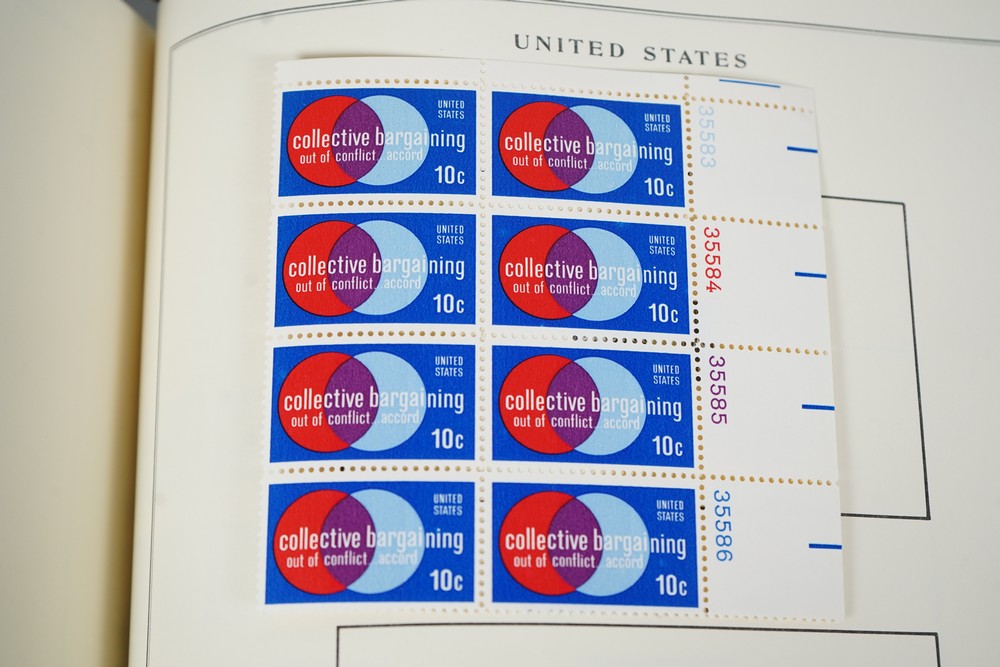 UNITED STATES
UNITED
STATES
collective bargaining
out of conflict...accord
10c
UNITED
STATES
collective bargaining
out of conflict...accord
10c
35583
UNITED
STATES
collective bargaining
out of conflict...accord
10c
UNITED
STATES
collective bargaining
out of conflict...accord
10c
35584
UNITED
STATES
collective bargaining
out of conflict...accord
10c
UNITED
STATES
collective bargaining
out of conflict...accord
10c
35585
UNITED
STATES
collective bargaining
out of conflict...accord
10c
UNITED
STATES
collective bargaining
out of conflict...accord
10c
35586